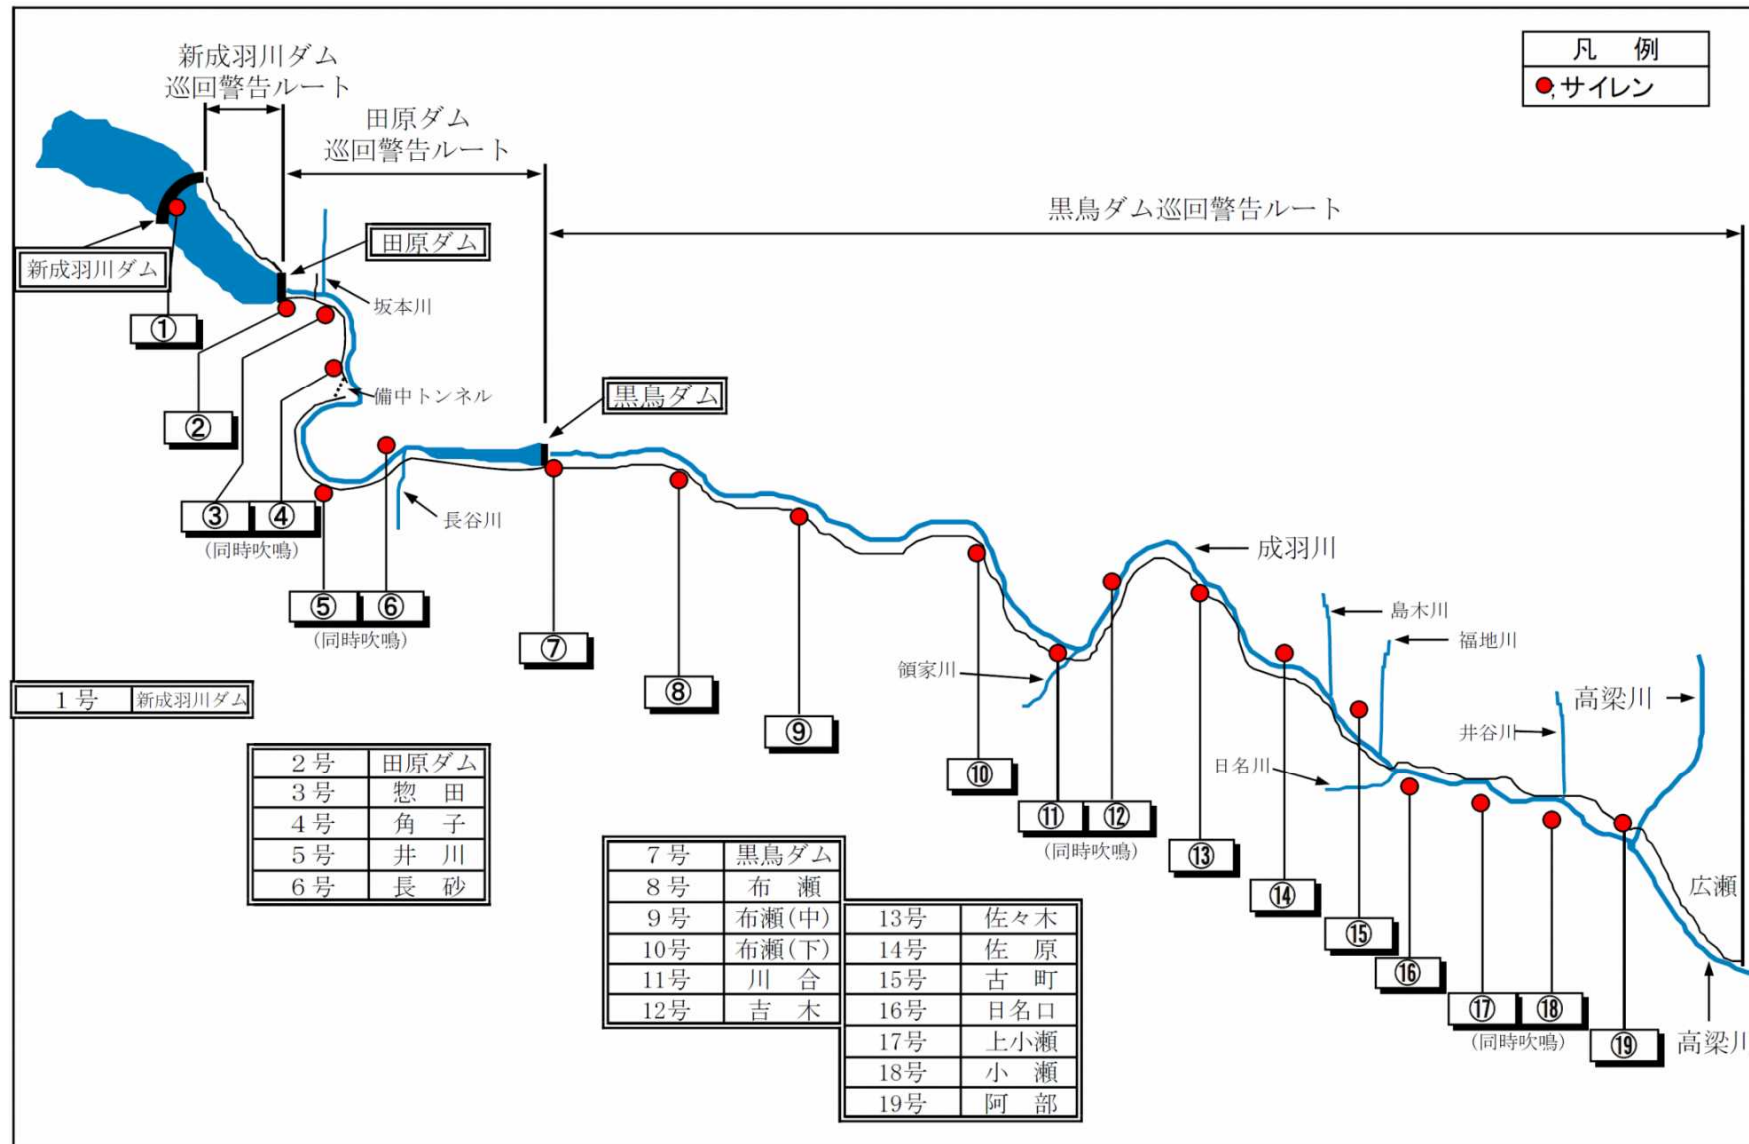 新成羽川ダム
巡回警告ルート
田原ダム
巡回警告ルート
黒鳥ダム巡回警告ルート
凡 例
;サイレン
新成羽川ダム
田原ダム
坂本川
①
②
備中トンネル
黒鳥ダム
③ ④
(同時吹鳴)
長谷川
⑤ ⑥
(同時吹鳴)
⑦
⑧
⑨
⑩
領家川
⑪ ⑫
(同時吹鳴)
成羽川
⑬
⑭
島木川
福地川
⑮
日名川
⑯
井谷川
高梁川
⑰ ⑱
(同時吹鳴)
⑲
広瀬
高梁川
1号 新成羽川ダム
2号 田原ダム
3号 惣 田
4号 角 子
5号 井 川
6号 長 砂
7号 黒鳥ダム
8号 布 瀬
9号 布瀬(中)
10号 布瀬(下)
11号 川 合
12号 吉 木
13号 佐々木
14号 佐 原
15号 古 町
16号 日名口
17号 上小瀬
18号 小 瀬
19号 阿 部